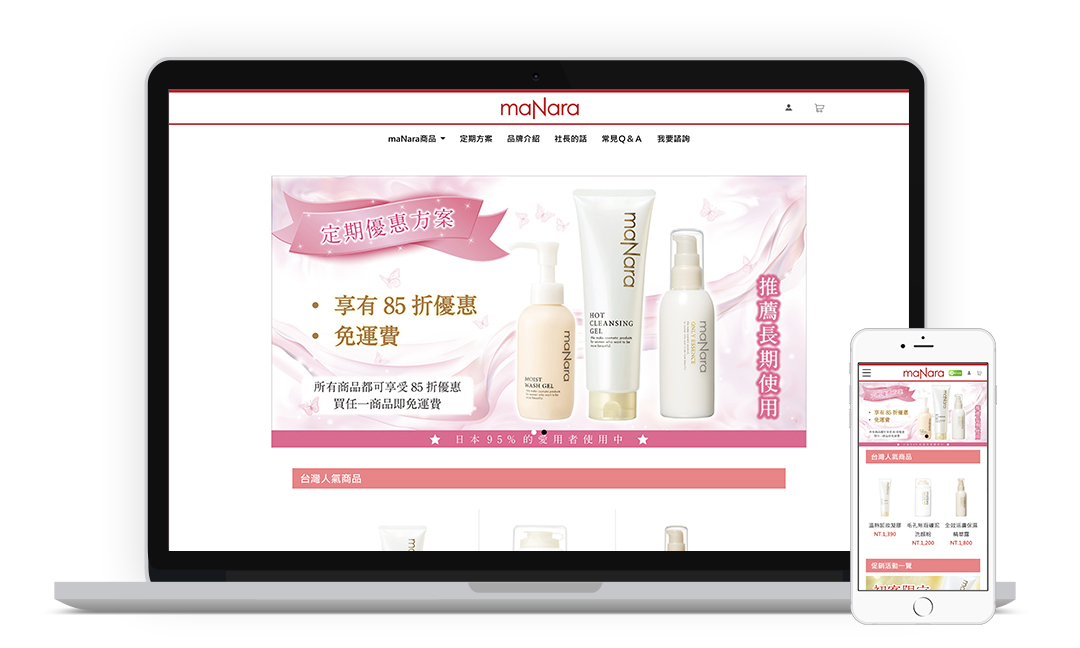 maNara
maNara商品 定期方案 品牌介紹 社長的話 常見Q&A 我要諮詢
定期優惠方案
• 享有 85 折優惠
• 免運費
所有商品都可享受 85 折優惠
買任一商品即免運費
maNara
MOIST
WASH GEL
maNara
HOT
CLEANSING
GEL
maNara
ONLY ESSENCE
推薦長期使用
★ 日本95%的愛用者使用中 ★
台灣人氣商品
maNara
定期優惠方案
• 享有 85 折優惠
• 免運費
台灣人氣商品
溫熱卸妝凝膠
NT.1,390
洗顏粉
NT.1,200
全效活膚保濕
精華露
NT.1,800
促銷活動一覽